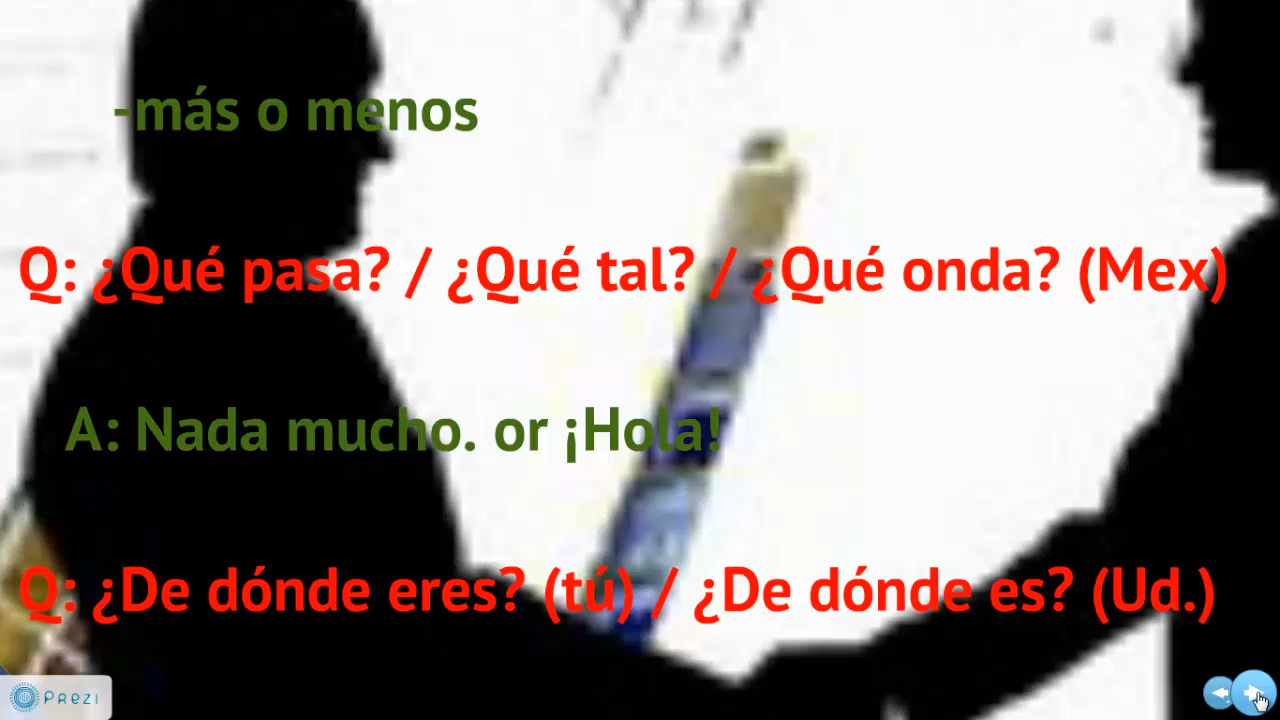 -más o menos
Q: ¿Qué pasa? / ¿Qué tal? / ¿Qué onda? (Mex)
A: Nada mucho. or ¡Hola!
Q: ¿De dónde eres? (tú) / ¿De dónde es? (Ud.)
PREZI